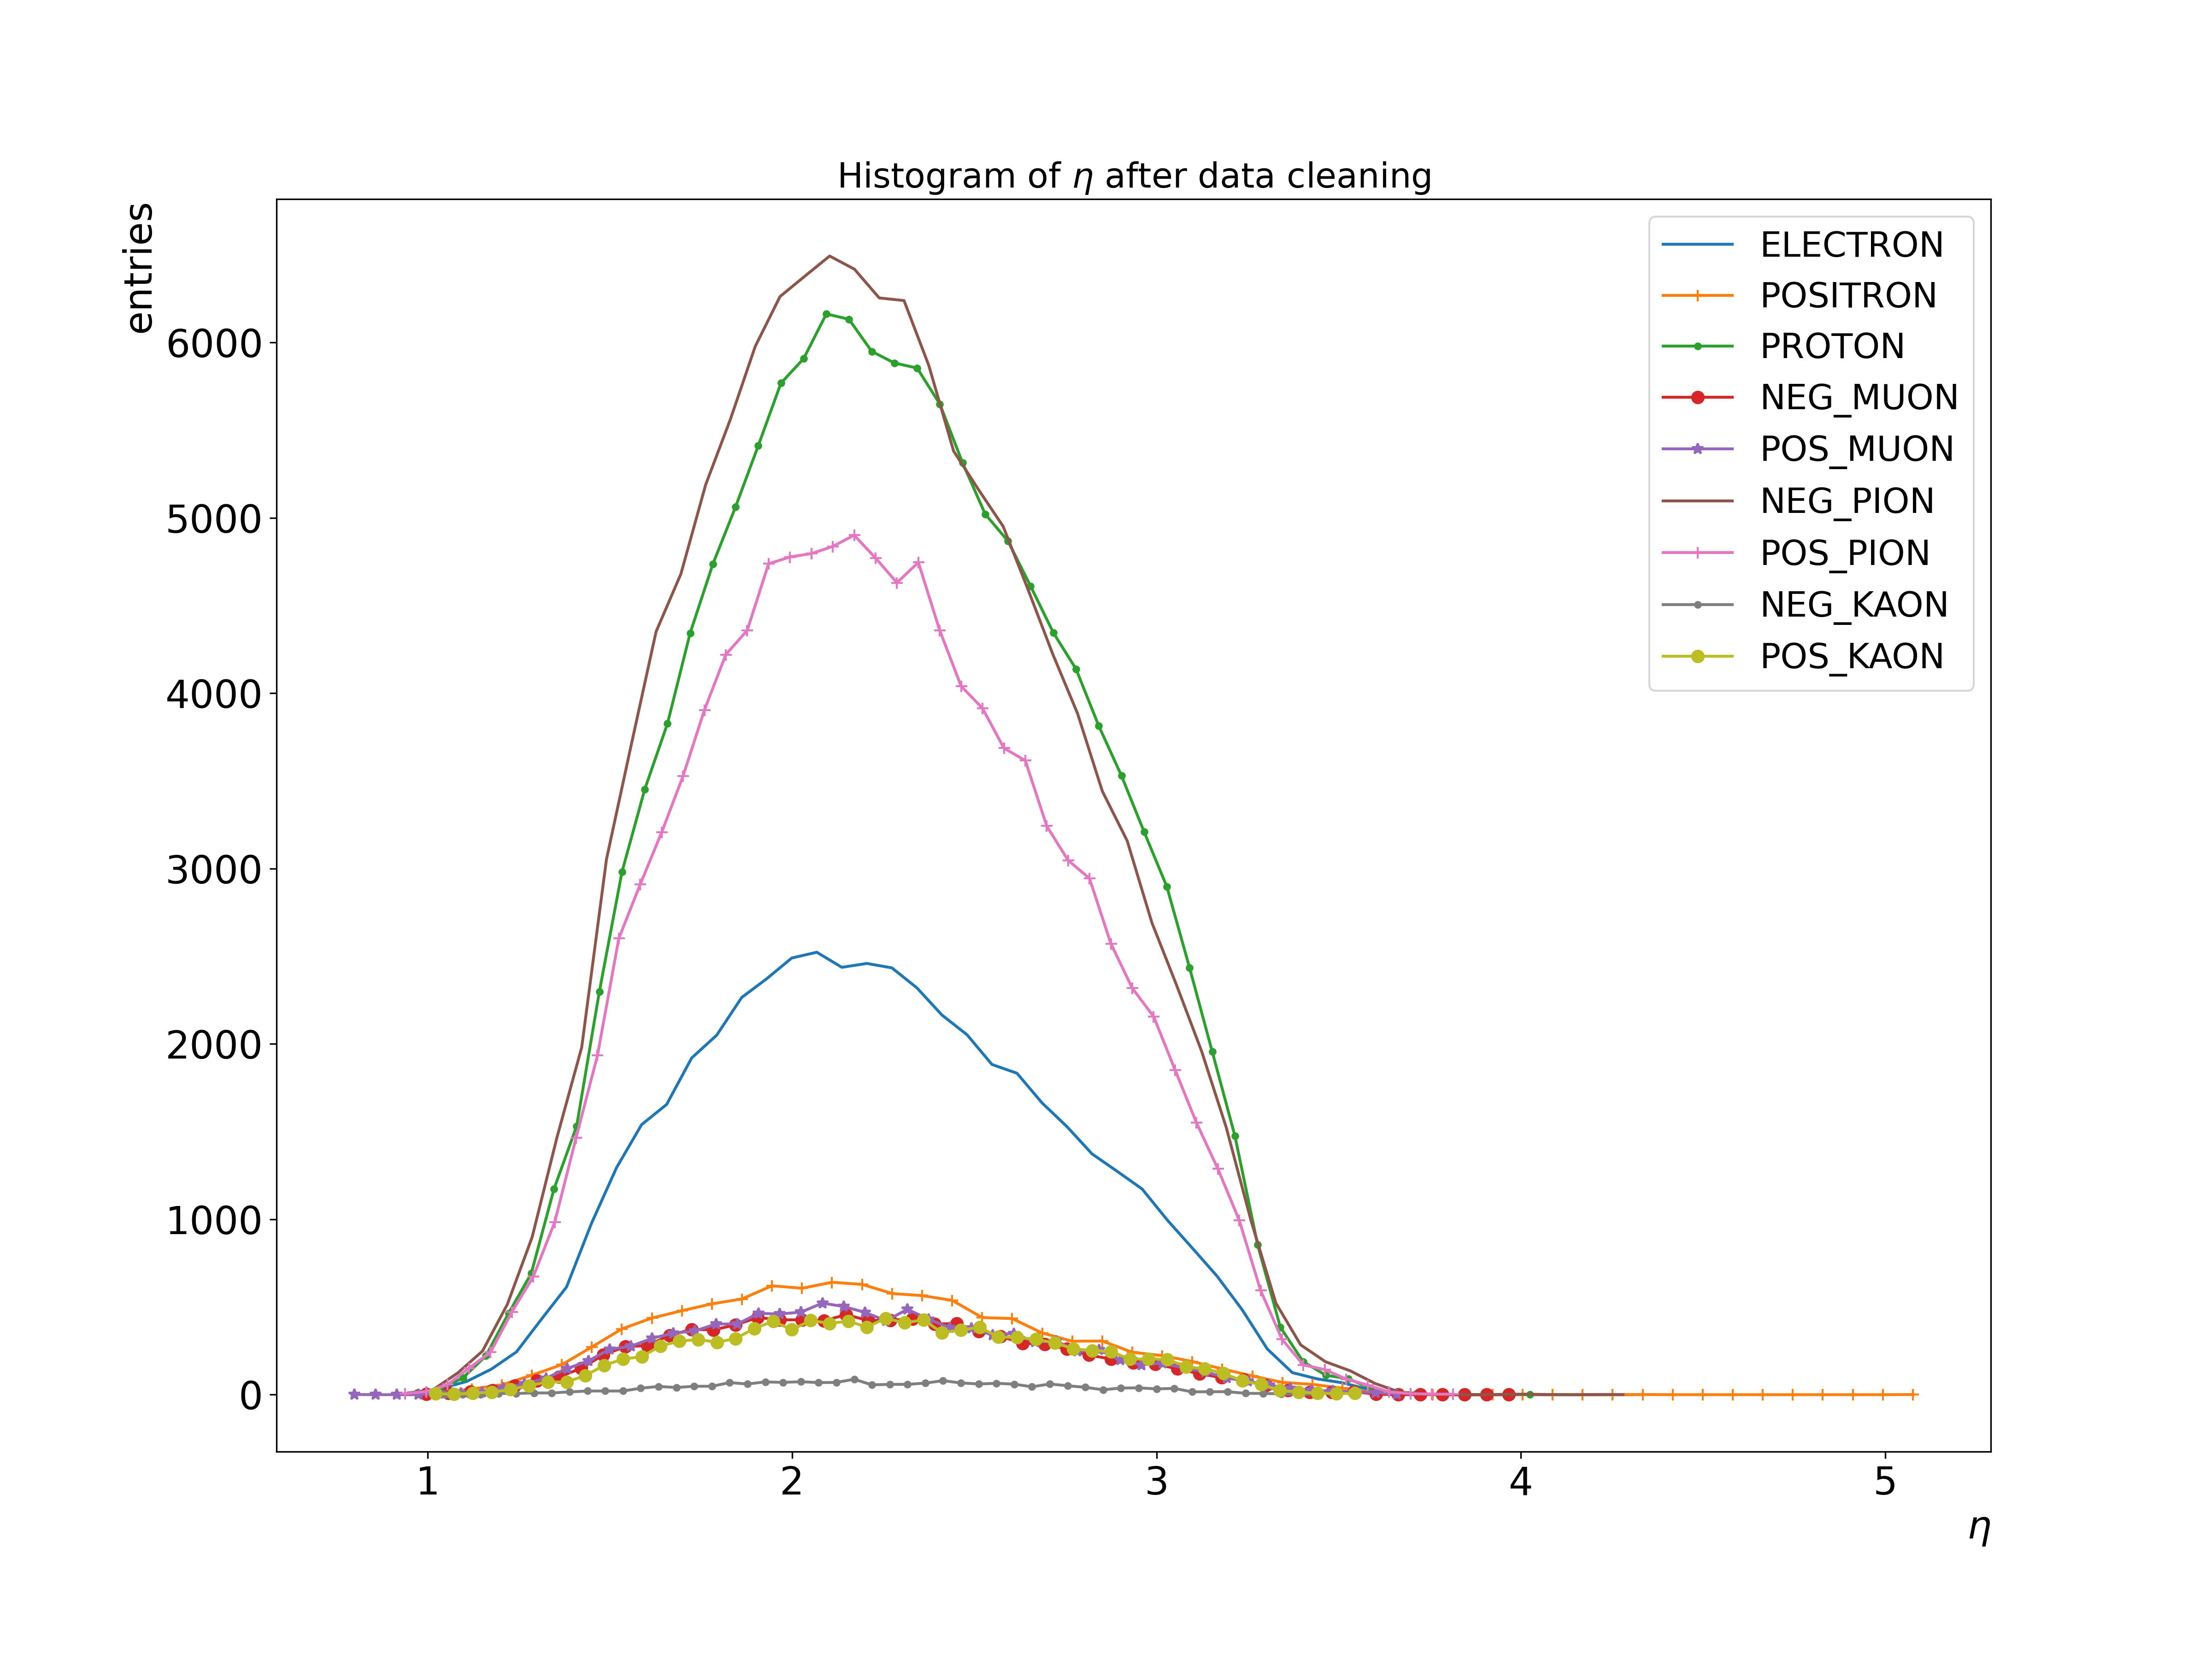 Histogram of η after data cleaning
entries
6000
5000
4000
3000
2000
1000
0
1 2 3 4 5
η
ELECTRON
POSITRON
PROTON
NEG_MUON
POS_MUON
NEG_PION
POS_PION
NEG_KAON
POS_KAON